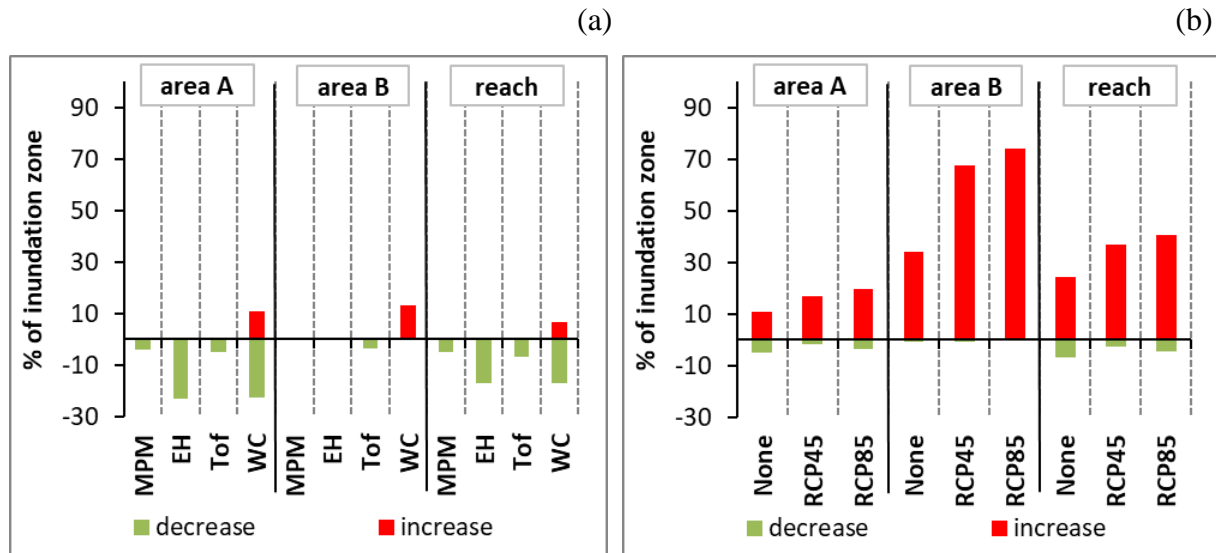 (a)
area A
area B
reach
% of inundation zone
90
70
50
30
10
-10
-30
MPM
EH
Tof
WC
MPM
EH
Tof
WC
MPM
EH
Tof
WC
decrease
increase
(b)
area A
area B
reach
% of inundation zone
90
70
50
30
10
-10
-30
None
RCP45
RCP85
None
RCP45
RCP85
None
RCP45
RCP85
decrease
increase